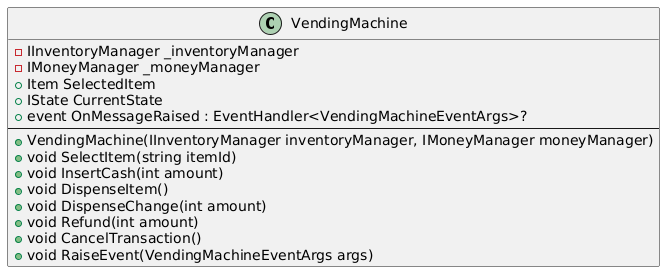 C VendingMachine
IInventoryManager _inventoryManager
IMoneyManager _moneyManager
Item SelectedItem
IState CurrentState
event OnMessageRaised : EventHandler<VendingMachineEventArgs>?
VendingMachine(IInventoryManager inventoryManager, IMoneyManager moneyManager)
void SelectItem(string itemId)
void InsertCash(int amount)
void DispenseItem()
void DispenseChange(int amount)
void Refund(int amount)
void CancelTransaction()
void RaiseEvent(VendingMachineEventArgs args)